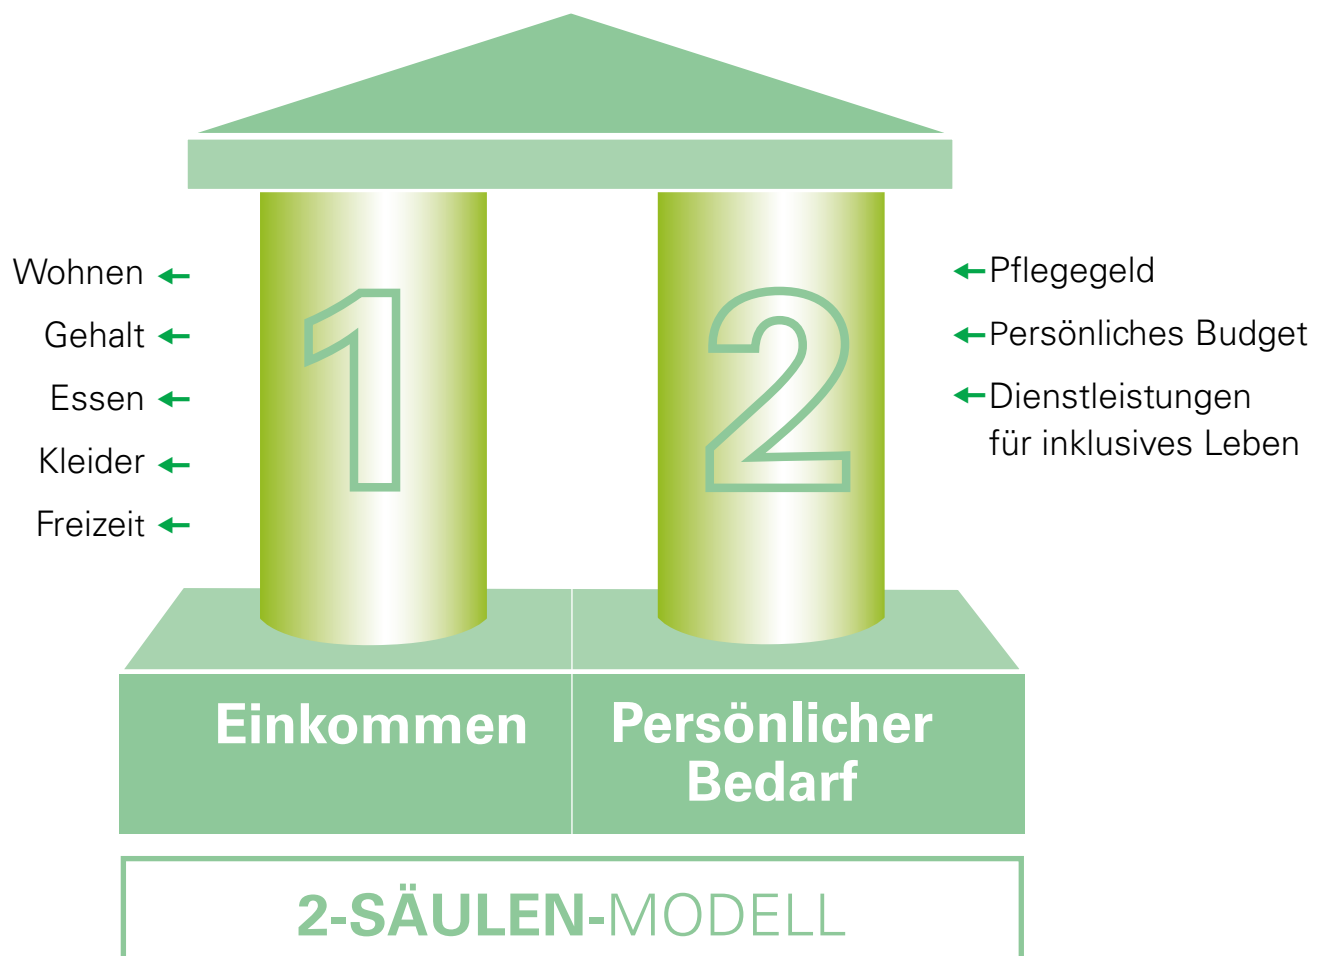 Wohnen
Gehalt
Essen
Kleider
Freizeit
1
2
Pflegegeld
Persönliches Budget
Dienstleistungen
für inklusives Leben
Einkommen
Persönlicher
Bedarf
2-SÄULEN-MODELL